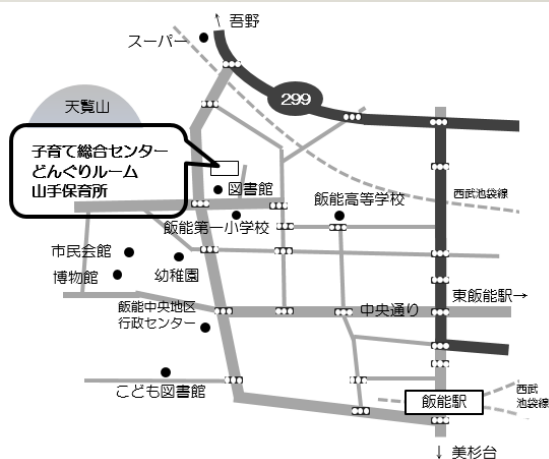 吾野
スーパー
299
天覧山
子育て総合センター
どんぐりルーム
山手保育所
図書館
西武池袋線
飯能高等学校
飯能第一小学校
市民会館
博物館
幼稚園
東飯能駅→
飯能中央地区
行政センター
中央通り
こども図書館
飯能駅
西武
池袋線
↓ 美杉台